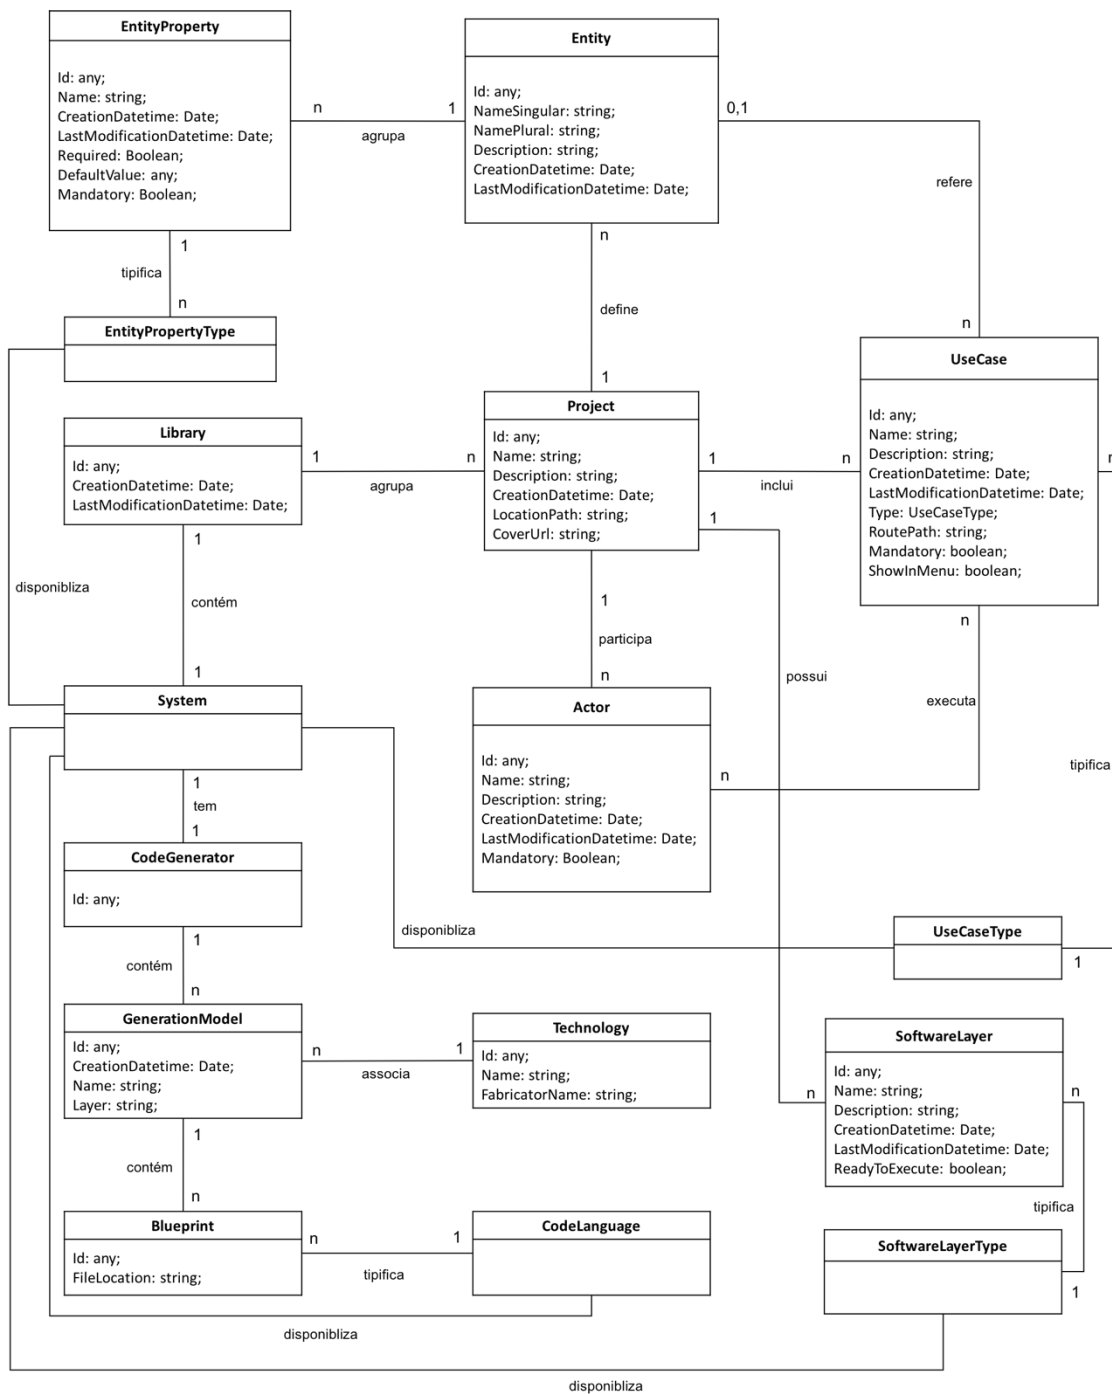 EntityProperty
Id: any;
Name: string;
CreationDatetime: Date;
LastModificationDatetime: Date;
Required: Boolean;
DefaultValue: any;
Mandatory: Boolean;
n
1
agrupa
Entity
Id: any;
NameSingular: string;
NamePlural: string;
Description: string;
CreationDatetime: Date;
LastModificationDatetime: Date;
0,1
refere
n
1
tipifica
n
EntityPropertyType
n
define
1
UseCase
Id: any;
Name: string;
Description: string;
CreationDatetime: Date;
LastModificationDatetime: Date;
Type: UseCaseType;
RoutePath: string;
Mandatory: boolean;
ShowInMenu: boolean;
n
Library
Id: any;
CreationDatetime: Date;
LastModificationDatetime: Date;
1
n
agrupa
Project
Id: any;
Name: string;
Description: string;
CreationDatetime: Date;
LocationPath: string;
CoverUrl: string;
1
n
inclui
1
1
disponibliza
contém
1
1
participa
n
possui
n
executa
n
tipifica
System
Actor
Id: any;
Name: string;
Description: string;
CreationDatetime: Date;
LastModificationDatetime: Date;
Mandatory: Boolean;
1
tem
1
CodeGenerator
Id: any;
disponibliza
UseCaseType
1
1
contém
n
GenerationModel
Id: any;
CreationDatetime: Date;
Name: string;
Layer: string;
n
1
associa
Technology
Id: any;
Name: string;
FabricatorName: string;
n
SoftwareLayer
Id: any;
Name: string;
Description: string;
CreationDatetime: Date;
LastModificationDatetime: Date;
ReadyToExecute: boolean;
n
tipifica
1
1
contém
n
Blueprint
Id: any;
FileLocation: string;
n
1
tipifica
CodeLanguage
SoftwareLayerType
disponibliza
disponibliza